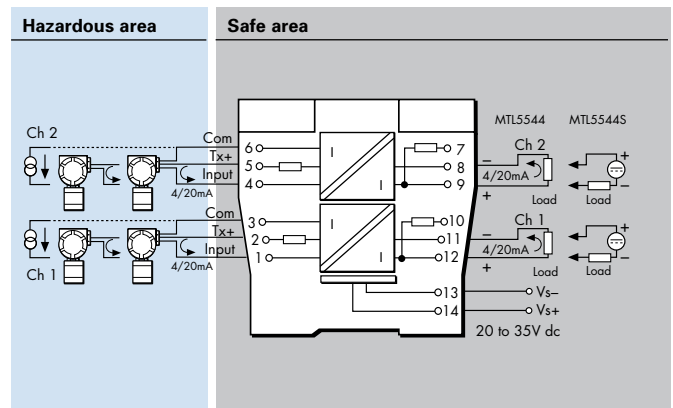 Hazardous area
Safe area
MTL5544
MTL5544S
Ch 2
Com
6
7
Ch 2
+
Tx+
5
I
8
–
4/20mA
Input
4
I
9
–
4/20mA
+
Load
Load
Com
3
10
Ch 1
+
Tx+
2
I
11
–
4/20mA
Input
1
I
12
–
Ch 1
4/20mA
+
Load
Load
13
Vs–
14
Vs+
20 to 35V dc